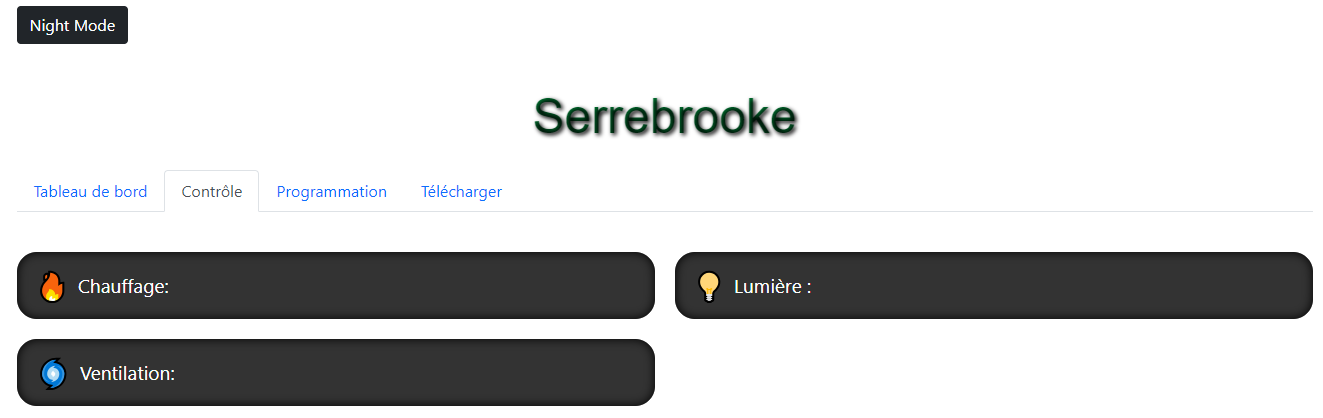 Night Mode
Serrebrooke
Tableau de bord Contrôle Programmation Télécharger
Chauffage: Lumière :
Ventilation: